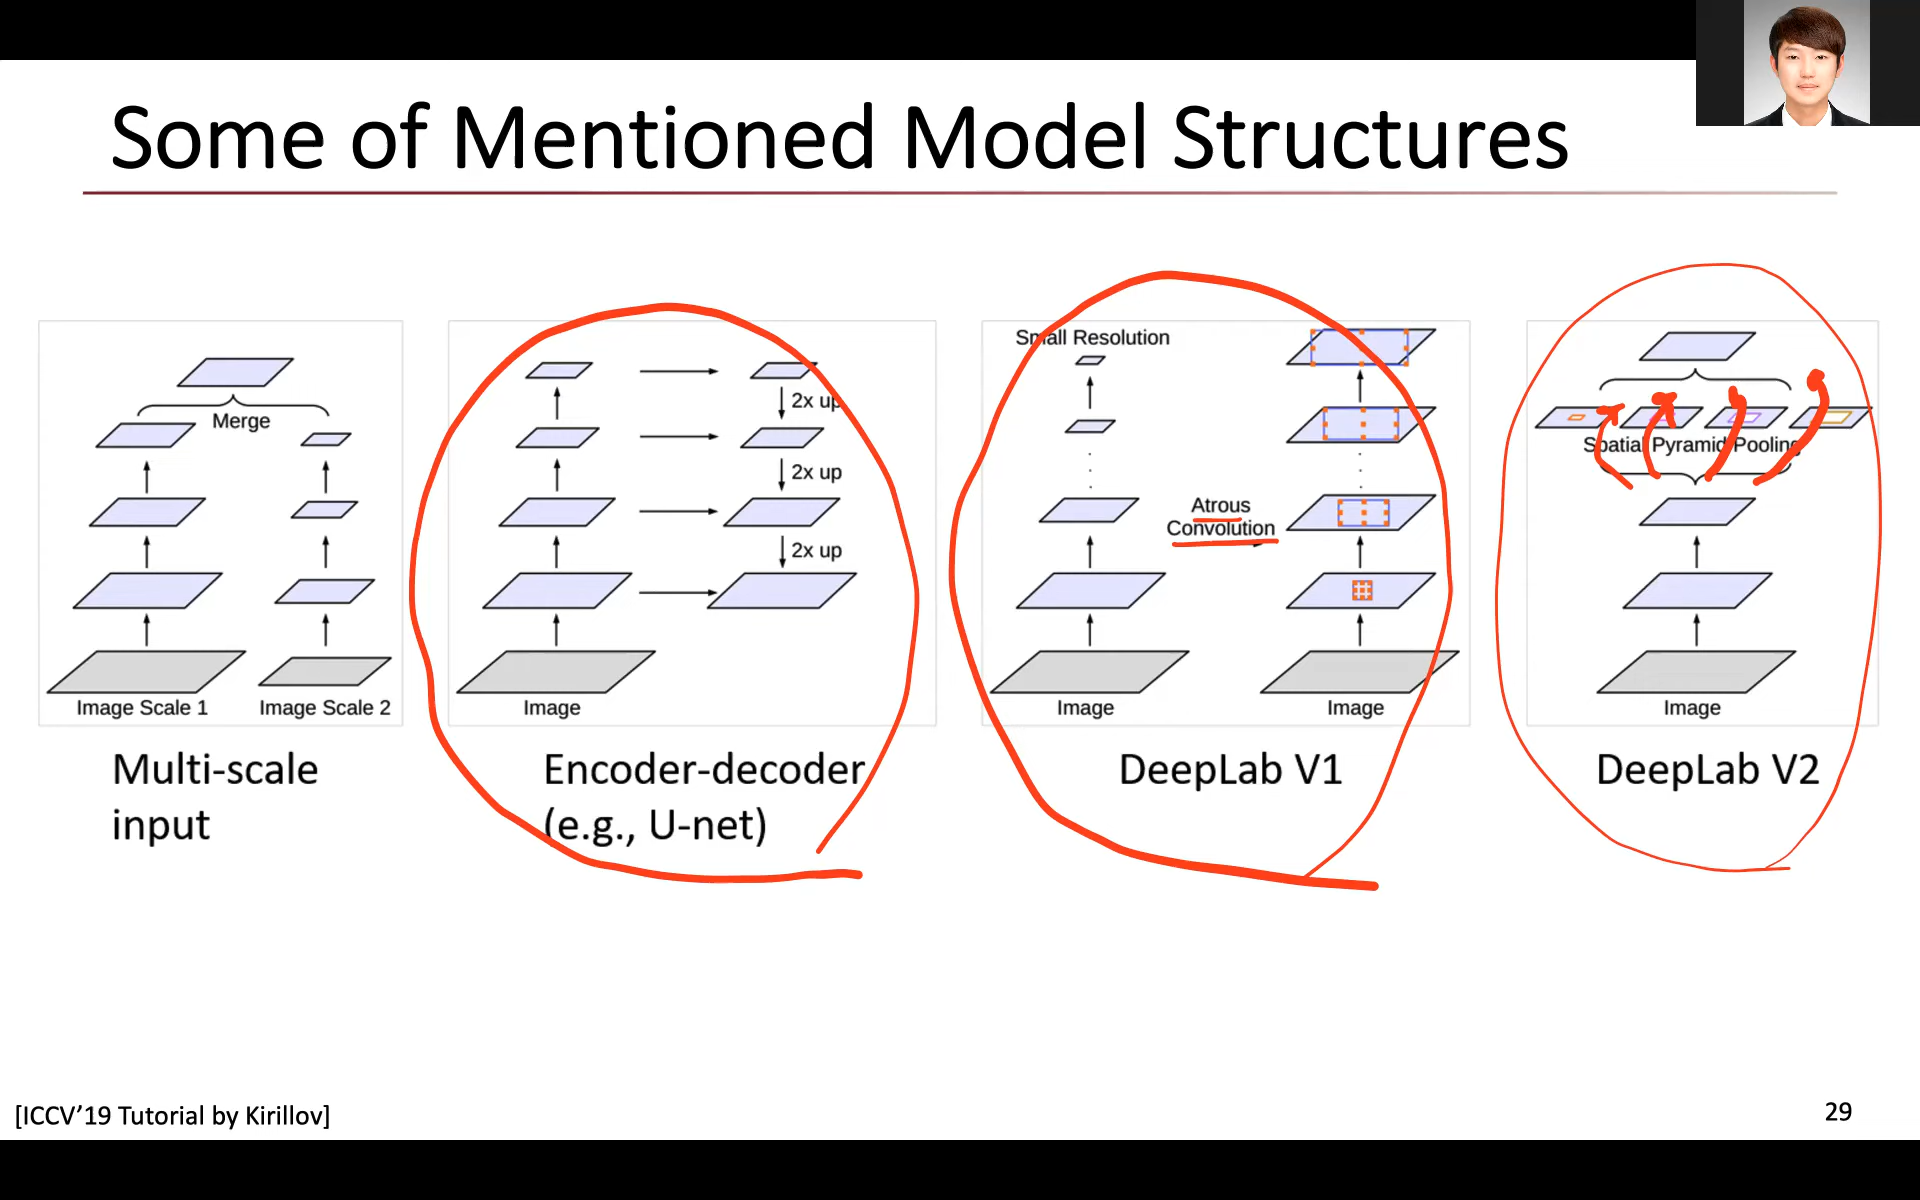 Some of Mentioned Model Structures
Merge
Image Scale 1
Image Scale 2
Multi-scale
input
2x up
2x up
2x up
Image
Encoder-decoder
(e.g., U-net)
Small Resolution
Atrous
Convolution
Image
Image
DeepLab V1
Spatial Pyramid Pooling
Image
DeepLab V2
[ICCV’19 Tutorial by Kirillov]
29